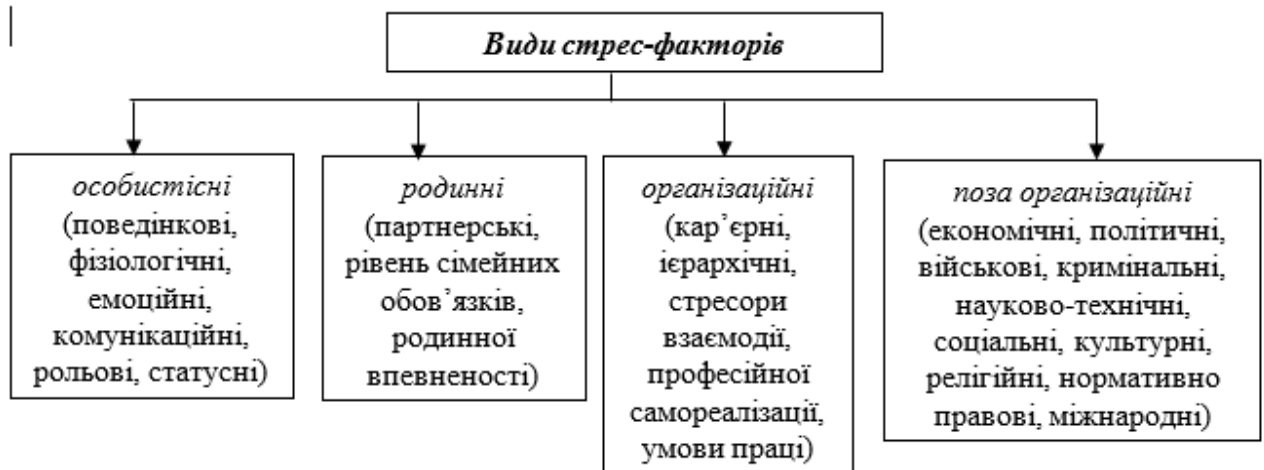 Види стрес-факторів
особистісні
(поведінкові,
фізіологічні,
емоційні,
комунікаційні,
рольові, статусні)
родинні
(партнерські,
рівень сімейних
обов’язків,
родинної
впевненості)
організаційні
(кар’єрні,
ієрархічні,
стресори
взаємодії,
професійної
самореалізації,
умови праці)
поза організаційні
(економічні, політичні,
військові, кримінальні,
науково-технічні,
соціальні, культурні,
релігійні, нормативно
правові, міжнародні)